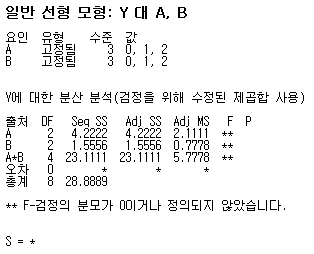 일반 선형 모형: Y 대 A, B
요인 유형 수준 값
A 고정됨 3 0, 1, 2
B 고정됨 3 0, 1, 2
Y에 대한 분산 분석(검정을 위해 수정된 제곱합 사용)
출처 DF Seq SS Adj SS Adj MS F P
A 2 4.2222 4.2222 2.1111 **
B 2 1.5556 1.5556 0.7778 **
A*B 4 23.1111 23.1111 5.7778 **
오차 0 * * *
총계 8 28.8889
** F-검정의 분모가 0이거나 정의되지 않았습니다.
S = *